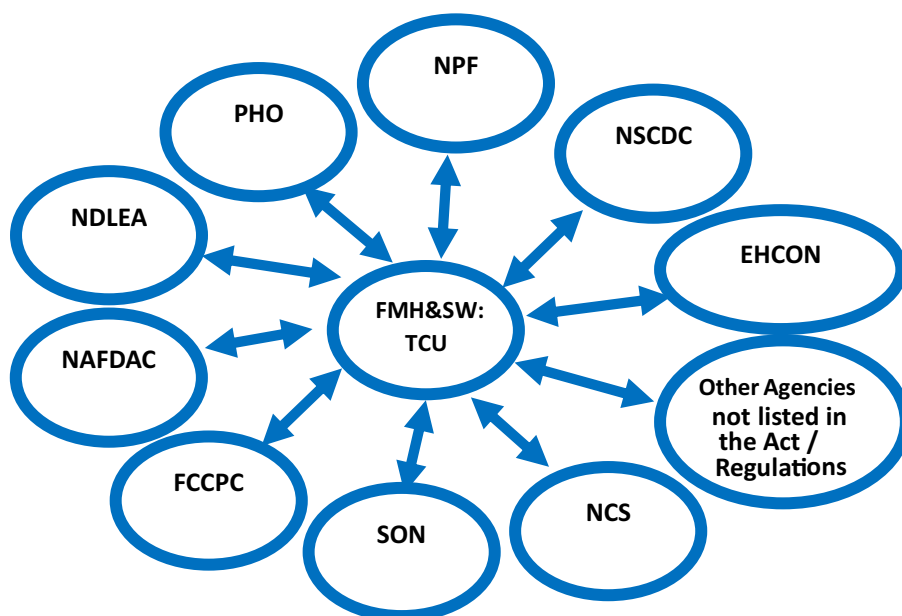 NPF
PHO
NSCDC
NDLEA
EHCON
FMH&SW:
TCU
NAFDAC
Other Agencies
not listed in
the Act /
Regulations
FCCPC
NCS
SON